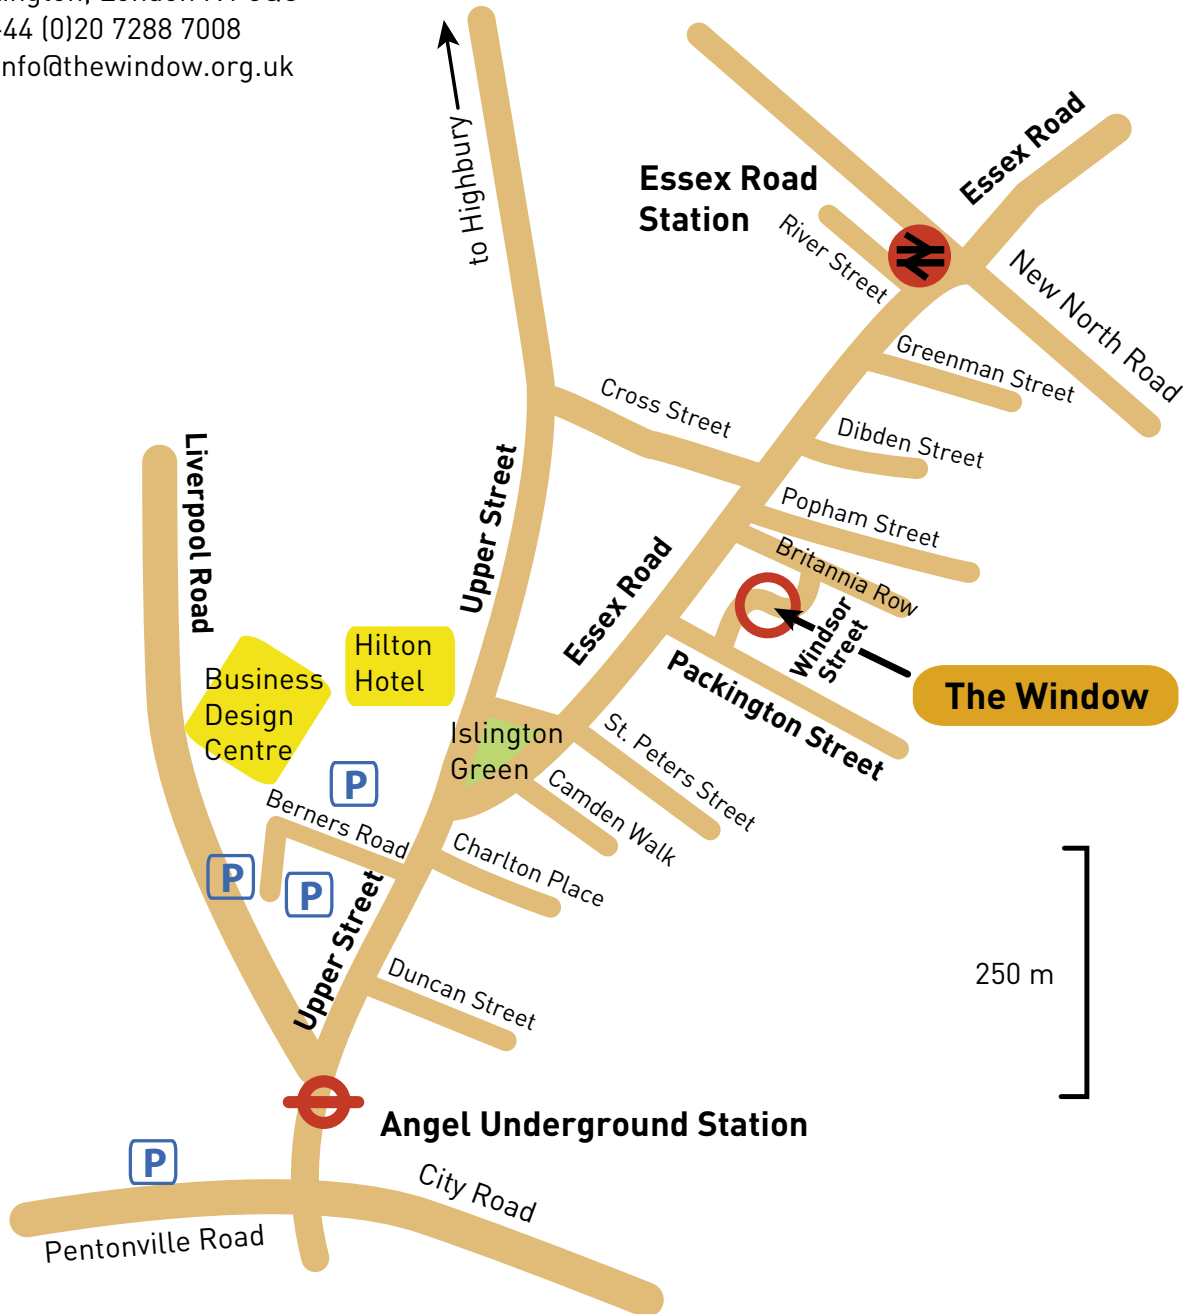 +44 (0)20 7288 7008
info@thewindow.org.uk
to Highbury
Essex Road
Essex Road
Station
River Street
New North Road
Greenman Street
Cross Street
Dibden Street
Liverpool Road
Upper Street
Popham Street
Essex Road
Britannia Row
Windsor
Street
Hilton
Hotel
Business
Design
Centre
Packington Street
The Window
Islington
Green
St. Peters Street
P
Camden Walk
Berners Road
Charlton Place
P
P
Upper Street
Duncan Street
250 m
Angel Underground Station
P
City Road
Pentonville Road